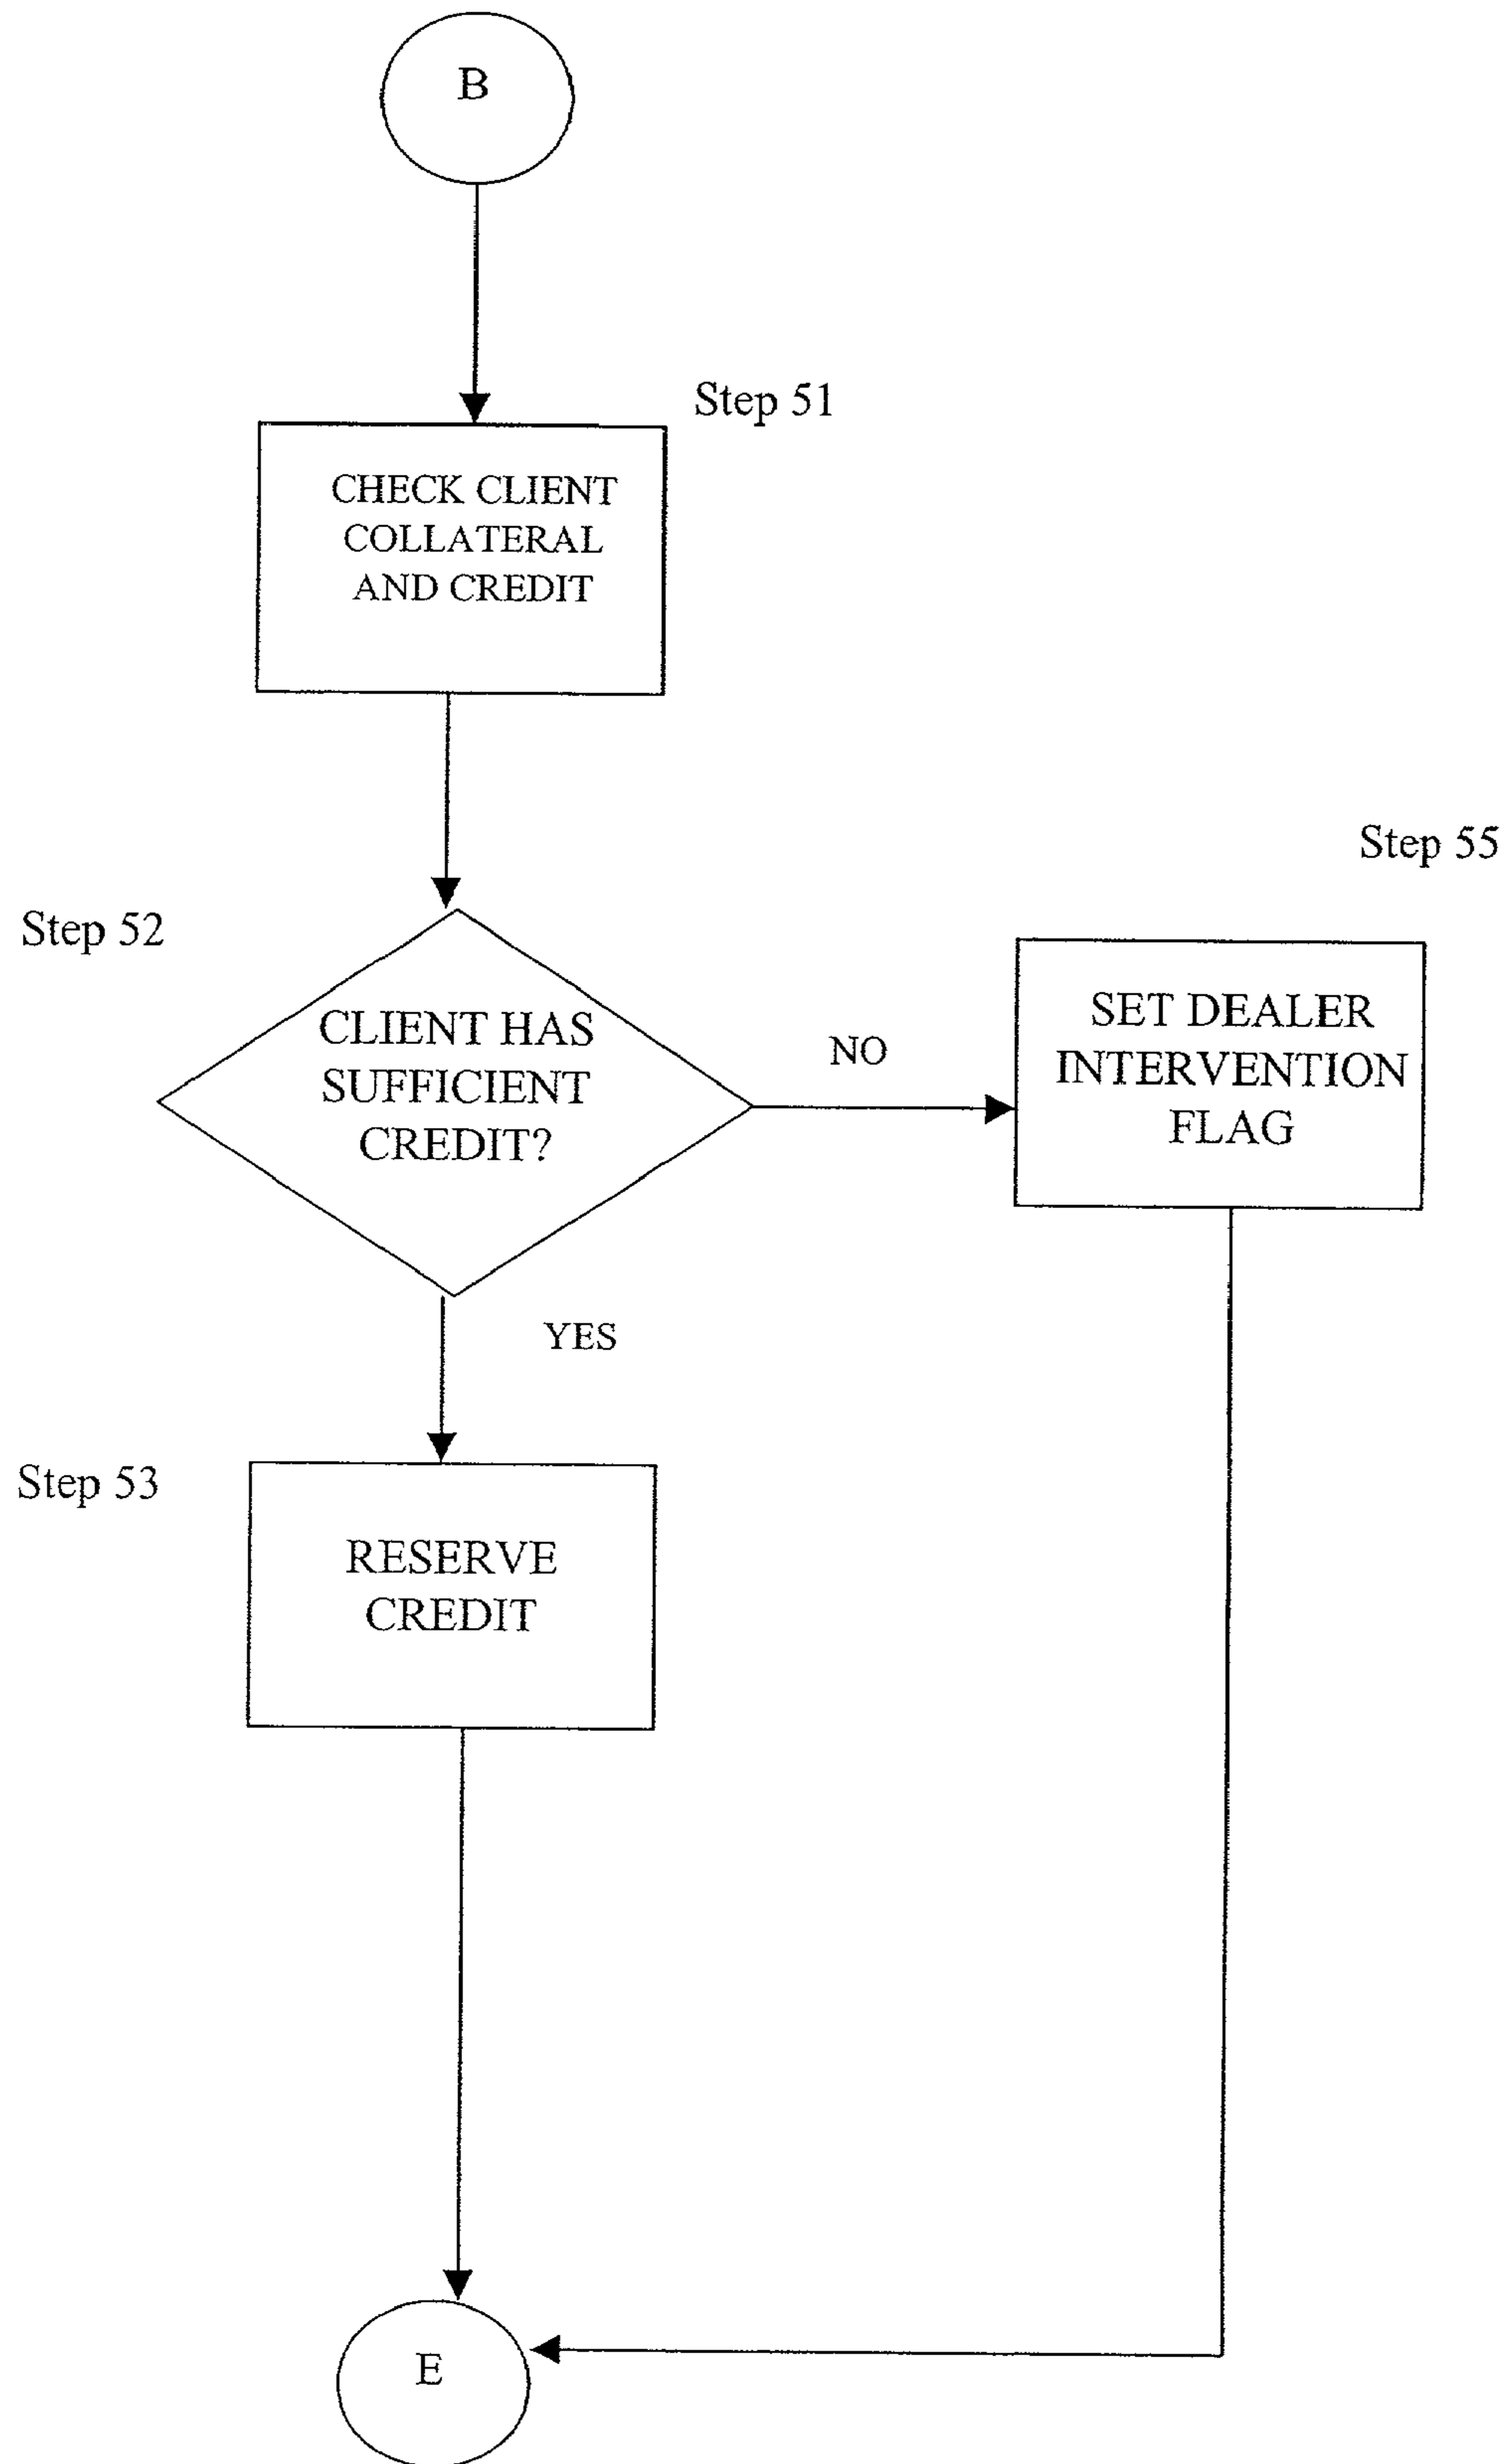 B
Step 51
CHECK CLIENT
COLLATERAL
AND CREDIT
Step 55
Step 52
CLIENT HAS
SUFFICIENT
CREDIT?
NO
SET DEALER
INTERVENTION
FLAG
YES
Step 53
RESERVE
CREDIT
E